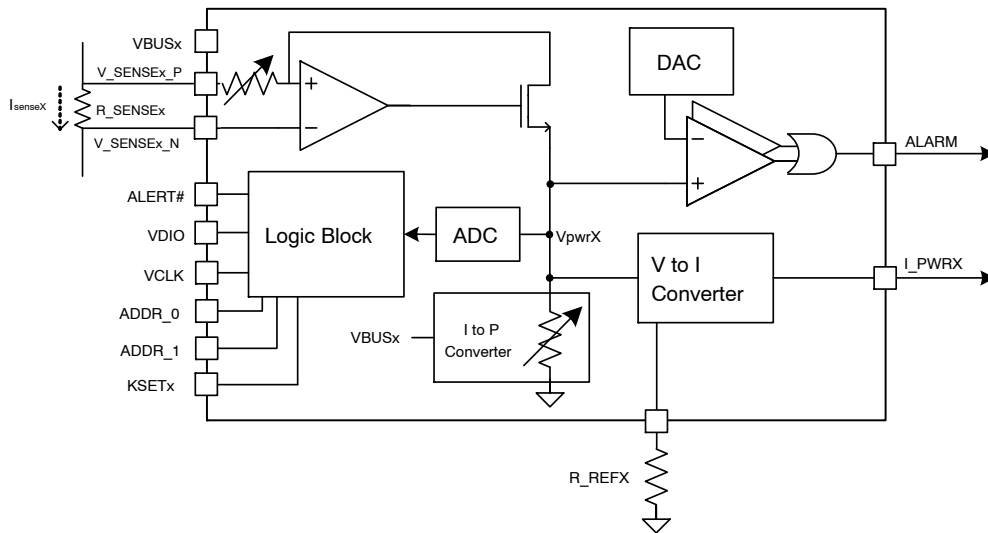 VBUSx
V_SENSEx_P
IsenseX
R_SENSEx
V_SENSEx_N
+
−
DAC
−
+
ALARM
ALERT#
VDIO
VCLK
ADDR_0
ADDR_1
KSETx
Logic Block
ADC
VpwrX
V to I
Converter
I_PWRX
VBUSx
I to P
Converter
R_REFX